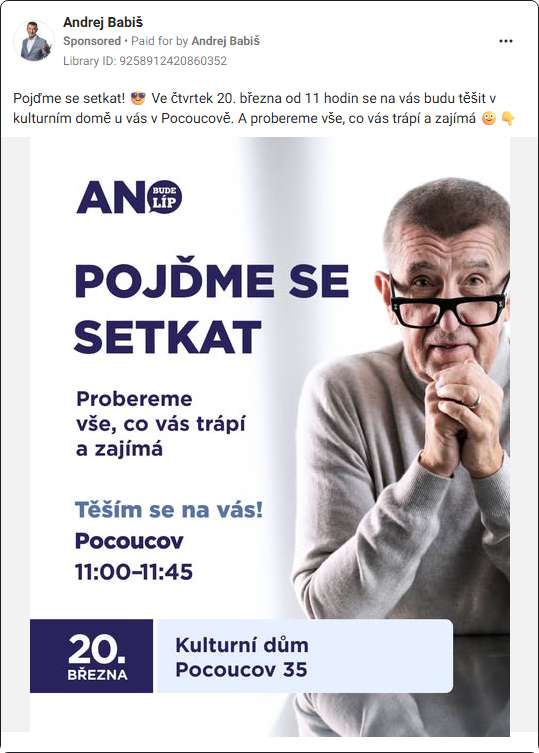 Andrej Babiš
Sponsored • Paid for by Andrej Babiš
Library ID: 9258912420860352
Pojďme se setkat! 😎 Ve čtvrtek 20. března od 11 hodin se na vás budu těšit v
kulturním domě u vás v Pocoucově. A probereme vše, co vás trápí a zajímá 🙂 👇
ANO
BUDE
LÍP
POJĎME SE
SETKAT
Probereme
vše, co vás trápí
a zajímá
Těším se na vás!
Pocoucov
11:00–11:45
20.
BŘEZNA
Kulturní dům
Pocoucov 35